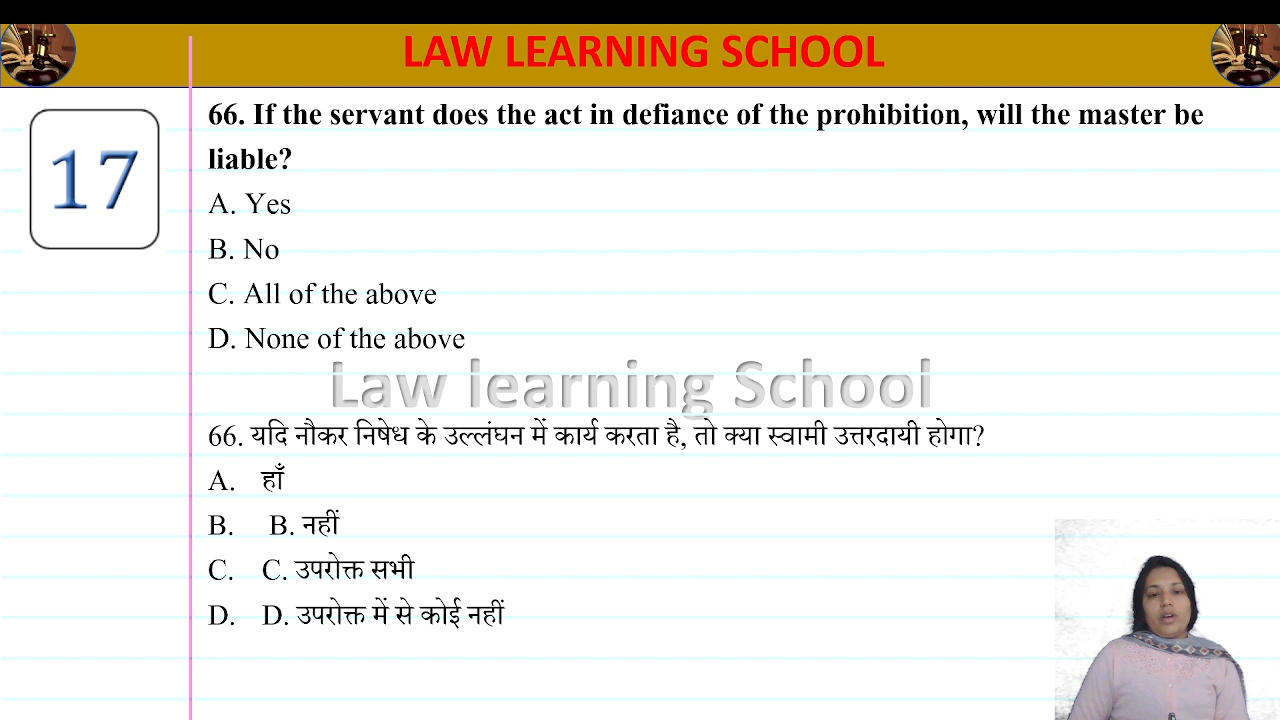 LAW LEARNING SCHOOL
17
66. If the servant does the act in defiance of the prohibition, will the master be
liable?
A. Yes
B. No
C. All of the above
D. None of the above
Law learning School
66. यदि नौकर निषेध के उल्लंघन में कार्य करता है, तो क्या स्वामी उत्तरदायी होगा?
A. हाँ
B. B. नहीं
C. C. उपरोक्त सभी
D. D. उपरोक्त में से कोई नहीं